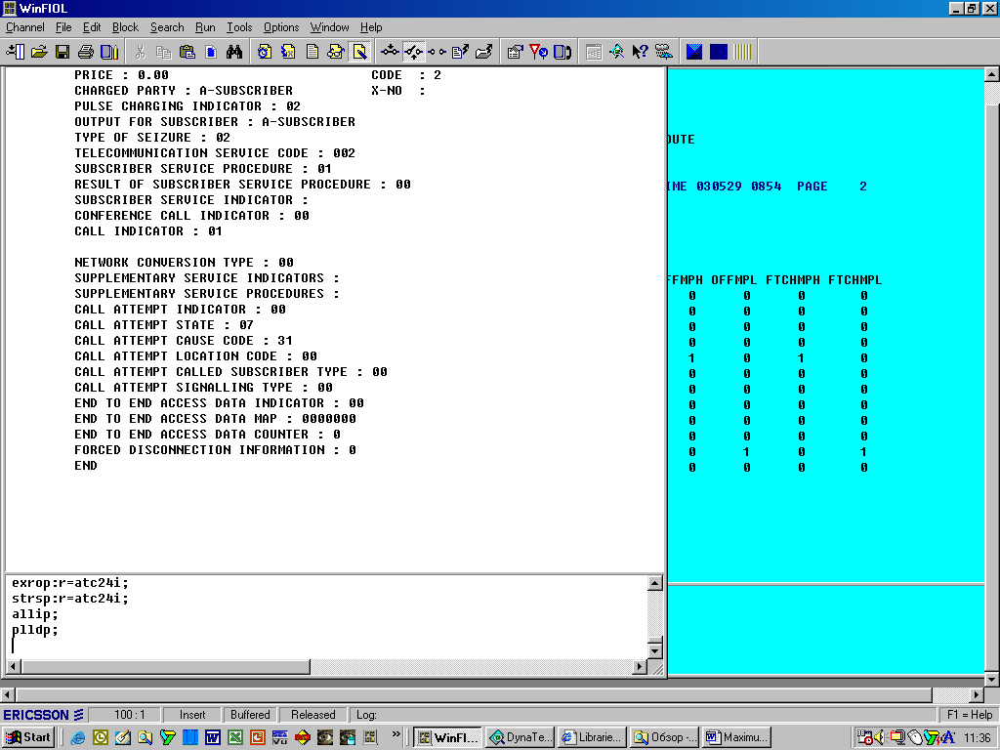 WinFIOL
Channel File Edit Block Search Run Tools Options Window Help
PRICE : 0.00 CODE : 2
CHARGED PARTY : A-SUBSCRIBER X-NO :
PULSE CHARGING INDICATOR : 02
OUTPUT FOR SUBSCRIBER : A-SUBSCRIBER
TYPE OF SEIZURE : 02
TELECOMMUNICATION SERVICE CODE : 002
SUBSCRIBER SERVICE PROCEDURE : 01
RESULT OF SUBSCRIBER SERVICE PROCEDURE : 00
SUBSCRIBER SERVICE INDICATOR :
CONFERENCE CALL INDICATOR : 00
CALL INDICATOR : 01
NETWORK CONVERSION TYPE : 00
SUPPLEMENTARY SERVICE INDICATORS :
SUPPLEMENTARY SERVICE PROCEDURES :
CALL ATTEMPT INDICATOR : 00
CALL ATTEMPT STATE : 07
CALL ATTEMPT CAUSE CODE : 31
CALL ATTEMPT LOCATION CODE : 00
CALL ATTEMPT CALLED SUBSCRIBER TYPE : 00
CALL ATTEMPT SIGNALLING TYPE : 00
END TO END ACCESS DATA INDICATOR : 00
END TO END ACCESS DATA MAP : 0000000
END TO END ACCESS DATA COUNTER : 0
FORCED DISCONNECTION INFORMATION : 0
END
exrop:r=atc24i;
strsp:r=atc24i;
allip;
plldp;
OUTE
IME 030529 0854 PAGE 2
FFMPH OFFMPL FTCHMPH FTCHMPL
0 0 0 0
0 0 0 0
0 0 0 0
0 0 0 0
1 0 1 0
0 0 0 0
0 0 0 0
0 0 0 0
0 0 0 0
0 0 0 0
0 1 0 1
0 0 0 0
ERICSSON 100 : 1 Insert Buffered Released Log: F1 = Help
Start WinFI... DynaTe... Librarie... Обзор -... Maximu... 11:36